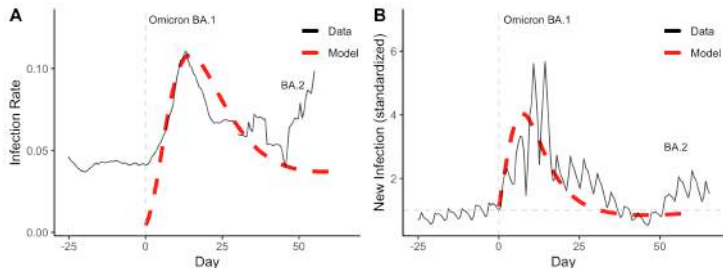 A
Omicron BA.1
Data
Model
BA.2
Infection Rate
0.10
0.05
0.00
-25
0
25
50
Day
B
Omicron BA.1
Data
Model
BA.2
New Infection (standardized)
6
4
2
-25
0
25
50
Day